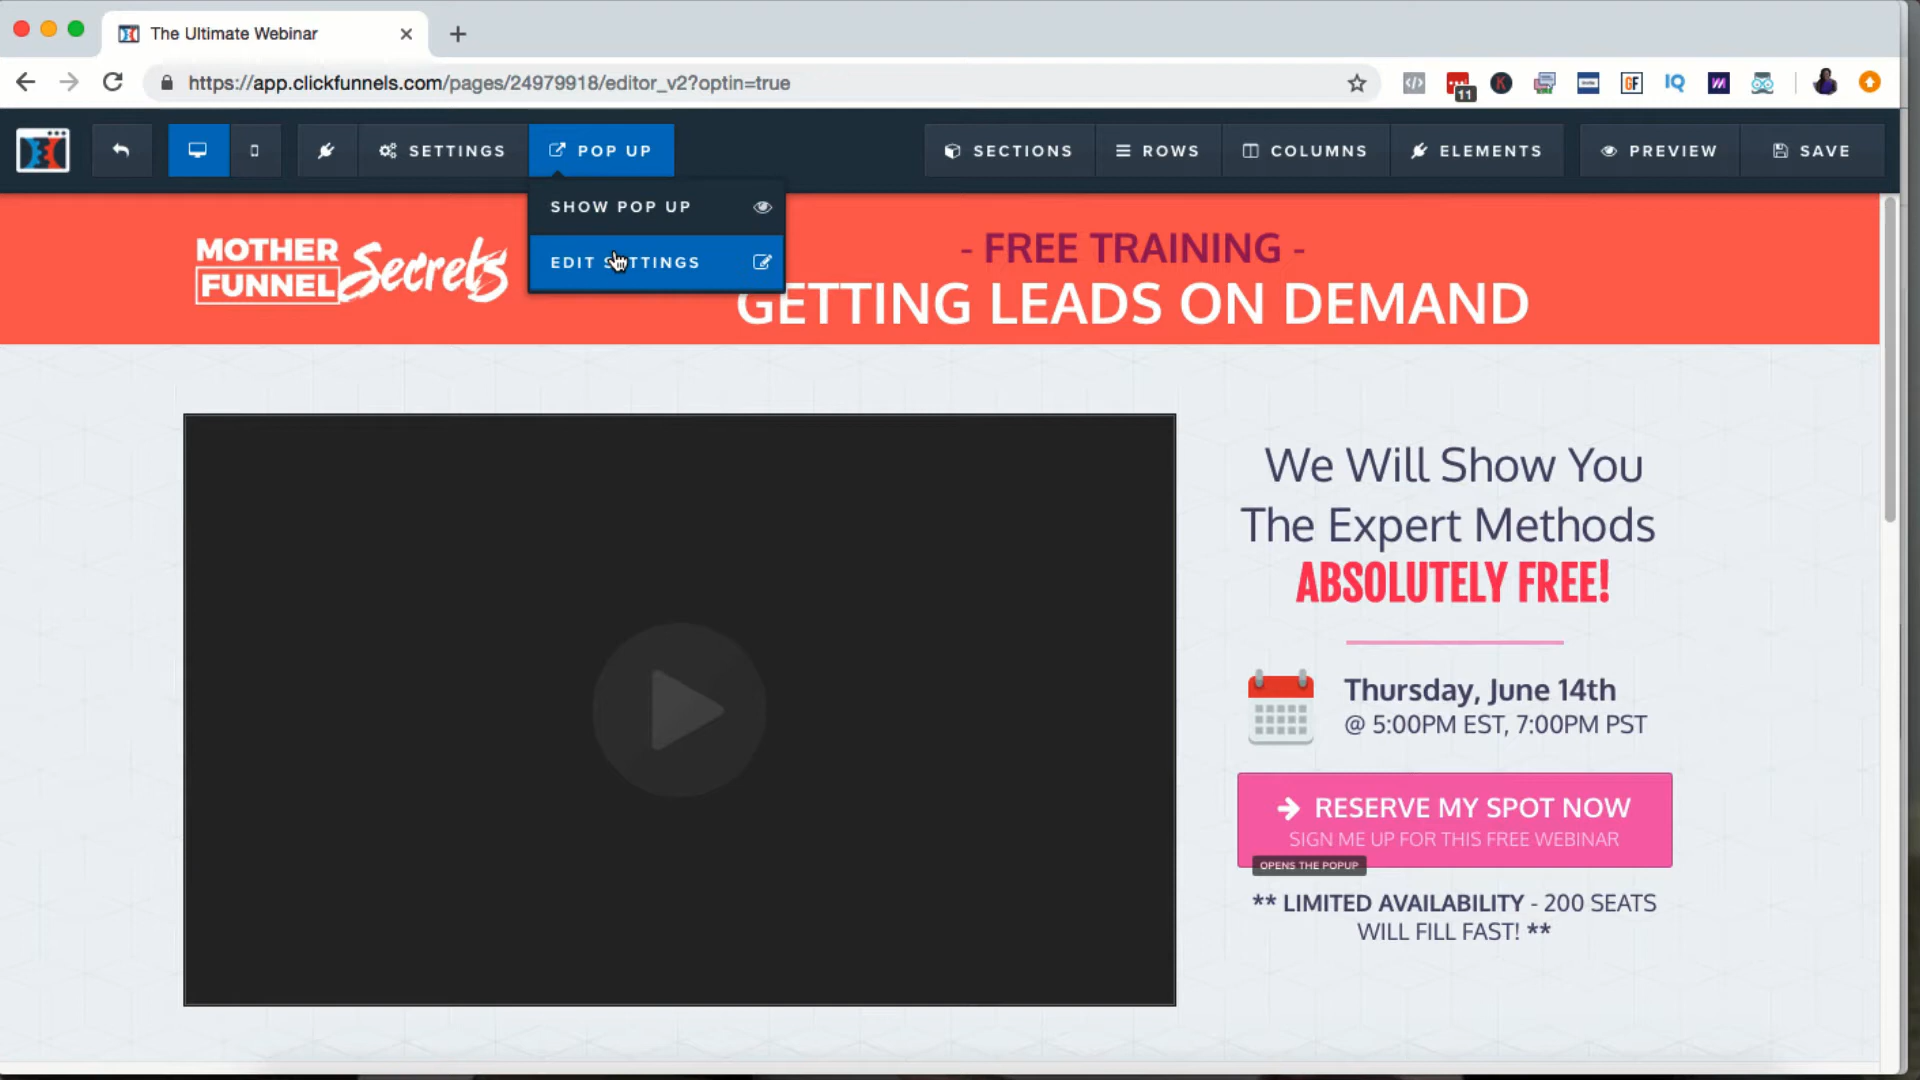 The Ultimate Webinar
https://app.clickfunnels.com/pages/24979918/editor_v2?optin=true
11
K
GF
IQ
SETTINGS
POP UP
SECTIONS
ROWS
COLUMNS
ELEMENTS
PREVIEW
SAVE
SHOW POP UP
EDIT SETTINGS
MOTHER
FUNNEL
Secrets
- FREE TRAINING -
GETTING LEADS ON DEMAND
We Will Show You
The Expert Methods
ABSOLUTELY FREE!
Thursday, June 14th
@ 5:00PM EST, 7:00PM PST
RESERVE MY SPOT NOW
SIGN ME UP FOR THIS FREE WEBINAR
OPENS THE POPUP
** LIMITED AVAILABILITY - 200 SEATS
WILL FILL FAST! **